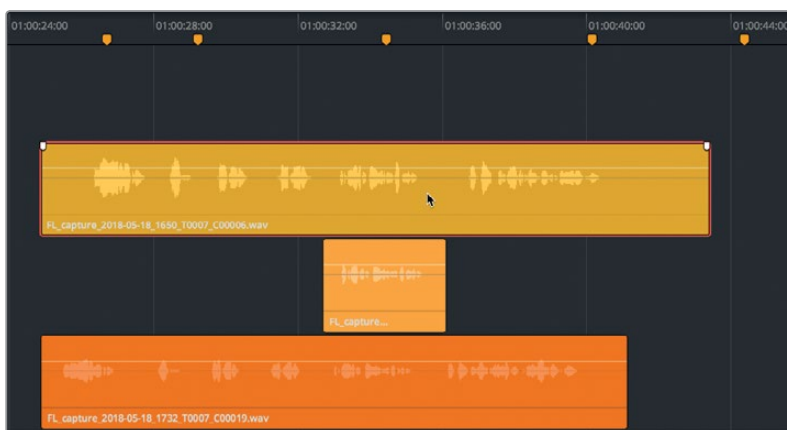 01:00:24:00 01:00:28:00 01:00:32:00 01:00:36:00 01:00:40:00 01:00:44:00
FL_capture_2018-05-18_1650_T0007_C00006.wav
FL_capture...
FL_capture_2018-05-18_1732_T0007_C00019.wav